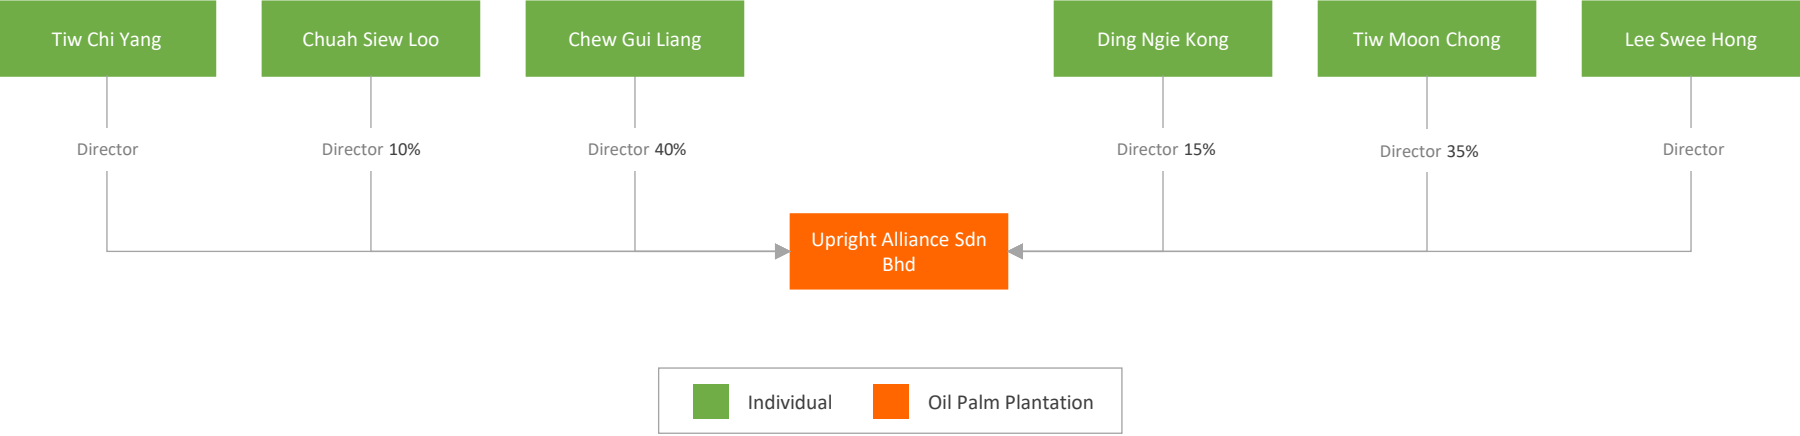 Tiw Chi Yang
Chuah Siew Loo
Chew Gui Liang
Ding Ngie Kong
Tiw Moon Chong
Lee Swee Hong
Director
Director 10%
Director 40%
Director 15%
Director 35%
Director
Upright Alliance Sdn
Bhd
Individual
Oil Palm Plantation